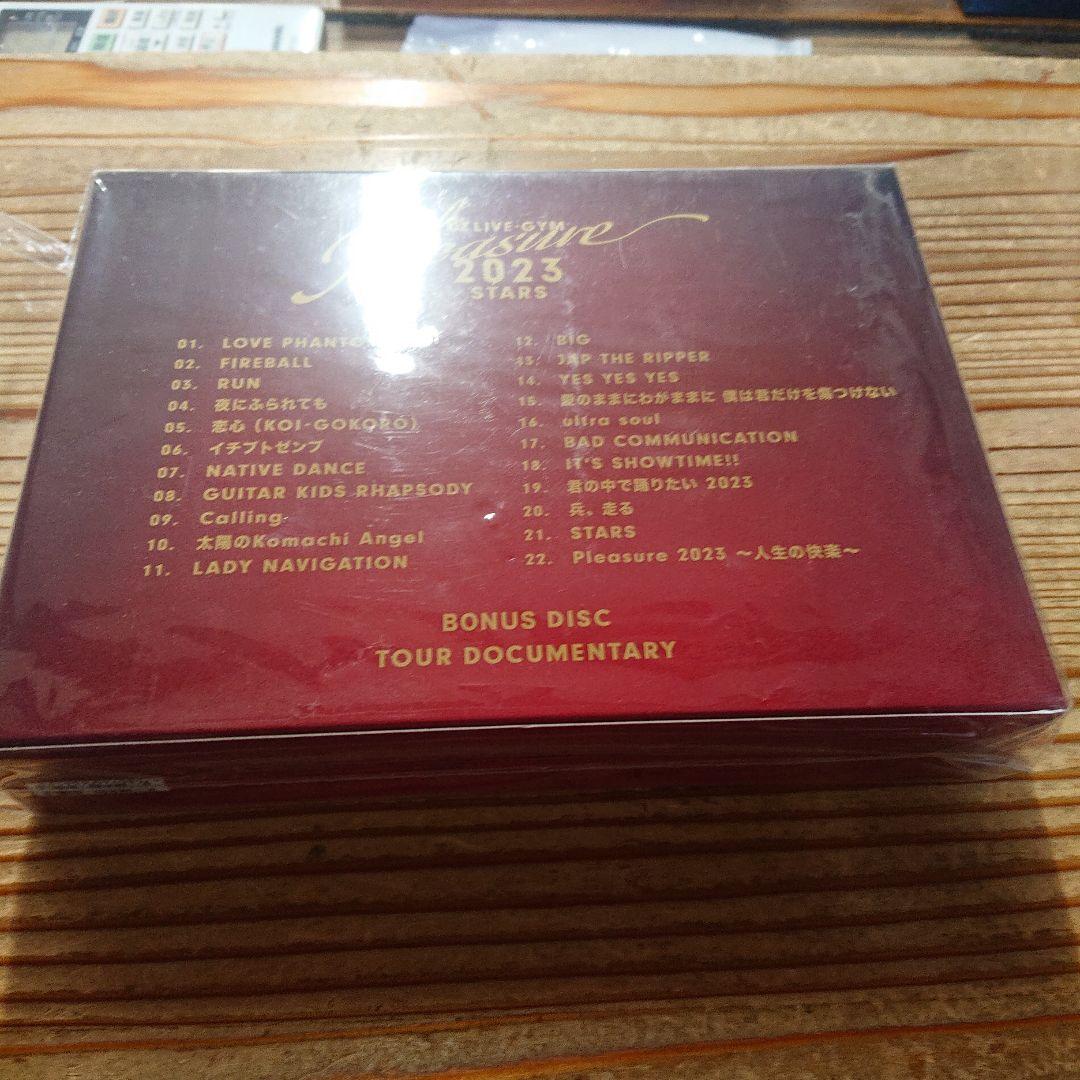 B'z LIVE-GYM
Pleasure
2023
STARS
01. LOVE PHANTOM
02. FIREBALL
03. RUN
04. 夜にふられても
05. 恋心 (KOI-GOKORO)
06. イチブトゼンブ
07. NATIVE DANCE
08. GUITAR KIDS RHAPSODY
09. Calling
10. 太陽のKomachi Angel
11. LADY NAVIGATION
12. BIG
13. JAP THE RIPPER
14. YES YES YES
15. 愛のままにわがままに 僕は君だけを傷つけない
16. ultra soul
17. BAD COMMUNICATION
18. IT'S SHOWTIME!!
19. 君の中で踊りたい 2023
20. 兵、走る
21. STARS
22. Pleasure 2023 ～人生の快楽～
BONUS DISC
TOUR DOCUMENTARY